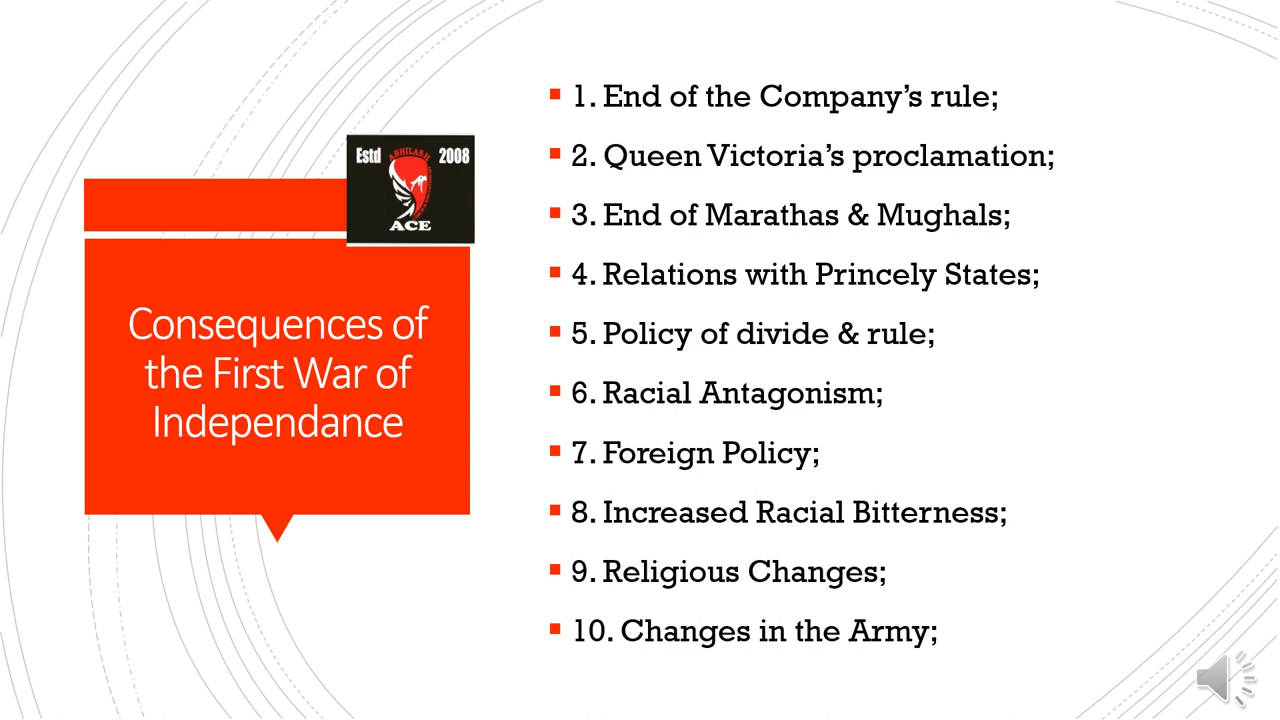 Estd 2008
ABHILASH
ACE
Consequences of
the First War of
Independance
1. End of the Company’s rule;
2. Queen Victoria’s proclamation;
3. End of Marathas & Mughals;
4. Relations with Princely States;
5. Policy of divide & rule;
6. Racial Antagonism;
7. Foreign Policy;
8. Increased Racial Bitterness;
9. Religious Changes;
10. Changes in the Army;